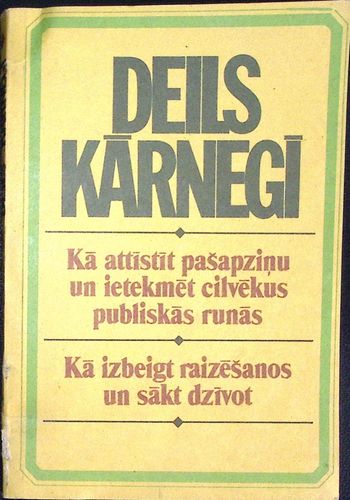 DEILS
KĀRNEGĪ
Kā attīstīt pašapziņu
un ietekmēt cilvēkus
publiskās runās
Kā izbeigt raizēšanos
un sākt dzīvot